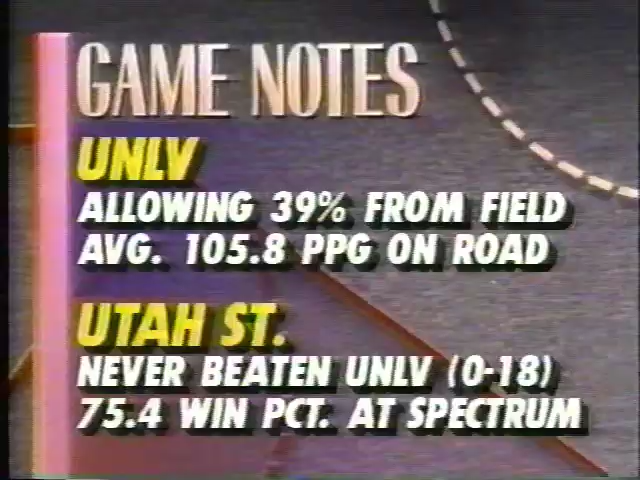 GAME NOTES
UNLV
ALLOWING 39% FROM FIELD
AVG. 105.8 PPG ON ROAD
UTAH ST.
NEVER BEATEN UNLV (0-18)
75.4 WIN PCT. AT SPECTRUM